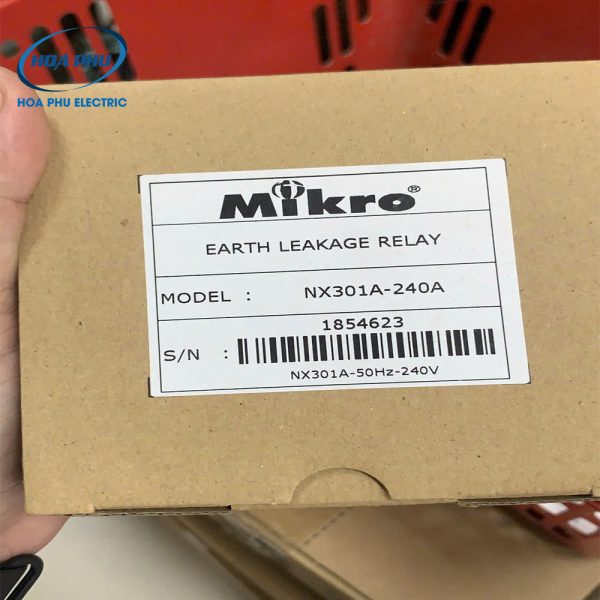 HOA PHU
HOA PHU ELECTRIC
Mikro®
EARTH LEAKAGE RELAY
MODEL : NX301A-240A
1854623
S/N :
NX301A-50Hz-240V